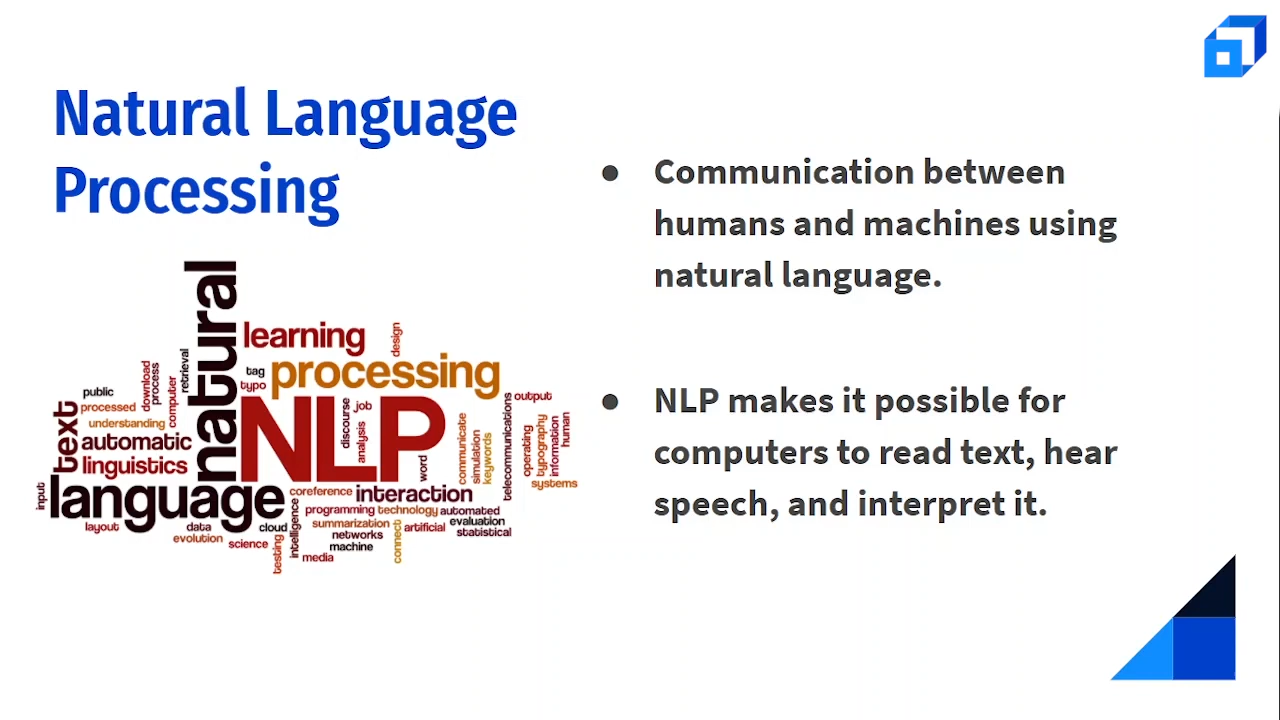 Natural Language
Processing
Communication between
humans and machines using
natural language.
NLP makes it possible for
computers to read text, hear
speech, and interpret it.
natural
learning
design
processing
tag
typo
retrieval
download
process
computer
public
processed
understanding
text
automatic
linguistics
NLP
discourse
job
analysis
word
communicate
simulation
keywords
telecommunications
output
operating
typography
information
human
systems
input
language
coreference
interaction
layout
data
evolution
cloud
science
testing
intelligence
programming
technology
automated
summarization
artificial
evaluation
statistical
networks
machine
media
connect